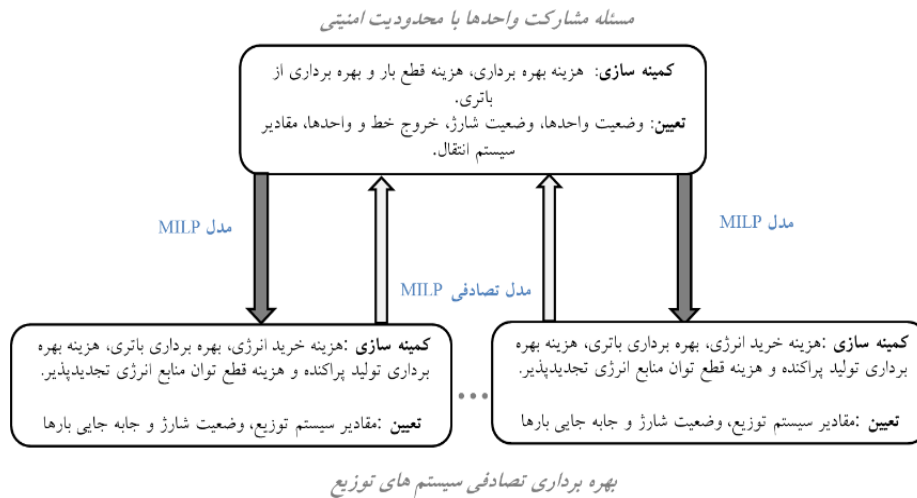 مسئله مشارکت واحدها با محدودیت امنیتی
کمینه سازی: هزینه بهره برداری، هزینه قطع بار و بهره برداری از
باتری.
تعیین: وضعیت واحدها، وضعیت شارژ، خروج خط و واحدها، مقادیر
سیستم انتقال.
مدل MILP
مدل MILP
مدل تصادفی MILP
کمینه سازی :هزینه خرید انرژی، بهره برداری باتری، هزینه بهره
برداری تولید پراکنده و هزینه قطع توان منابع انرژی تجدیدپذیر.
تعیین :مقادیر سیستم توزیع، وضعیت شارژ و جابه جایی بارها
...
کمینه سازی :هزینه خرید انرژی، بهره برداری باتری، هزینه بهره
برداری تولید پراکنده و هزینه قطع توان منابع انرژی تجدیدپذیر.
تعیین :مقادیر سیستم توزیع، وضعیت شارژ و جابه جایی بارها
بهره برداری تصادفی سیستم های توزیع